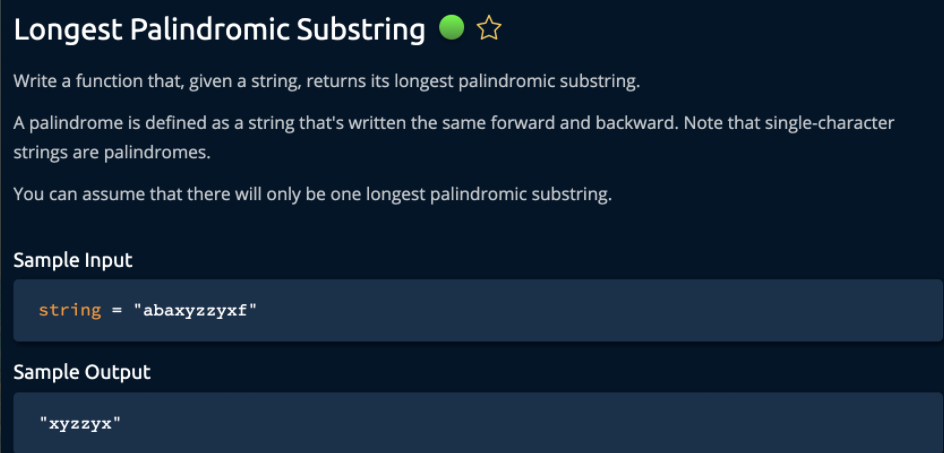 Longest Palindromic Substring
Write a function that, given a string, returns its longest palindromic substring.
A palindrome is defined as a string that's written the same forward and backward. Note that single-character
strings are palindromes.
You can assume that there will only be one longest palindromic substring.
Sample Input
string = "abaxyzzyxf"
Sample Output
"xyzzyx"